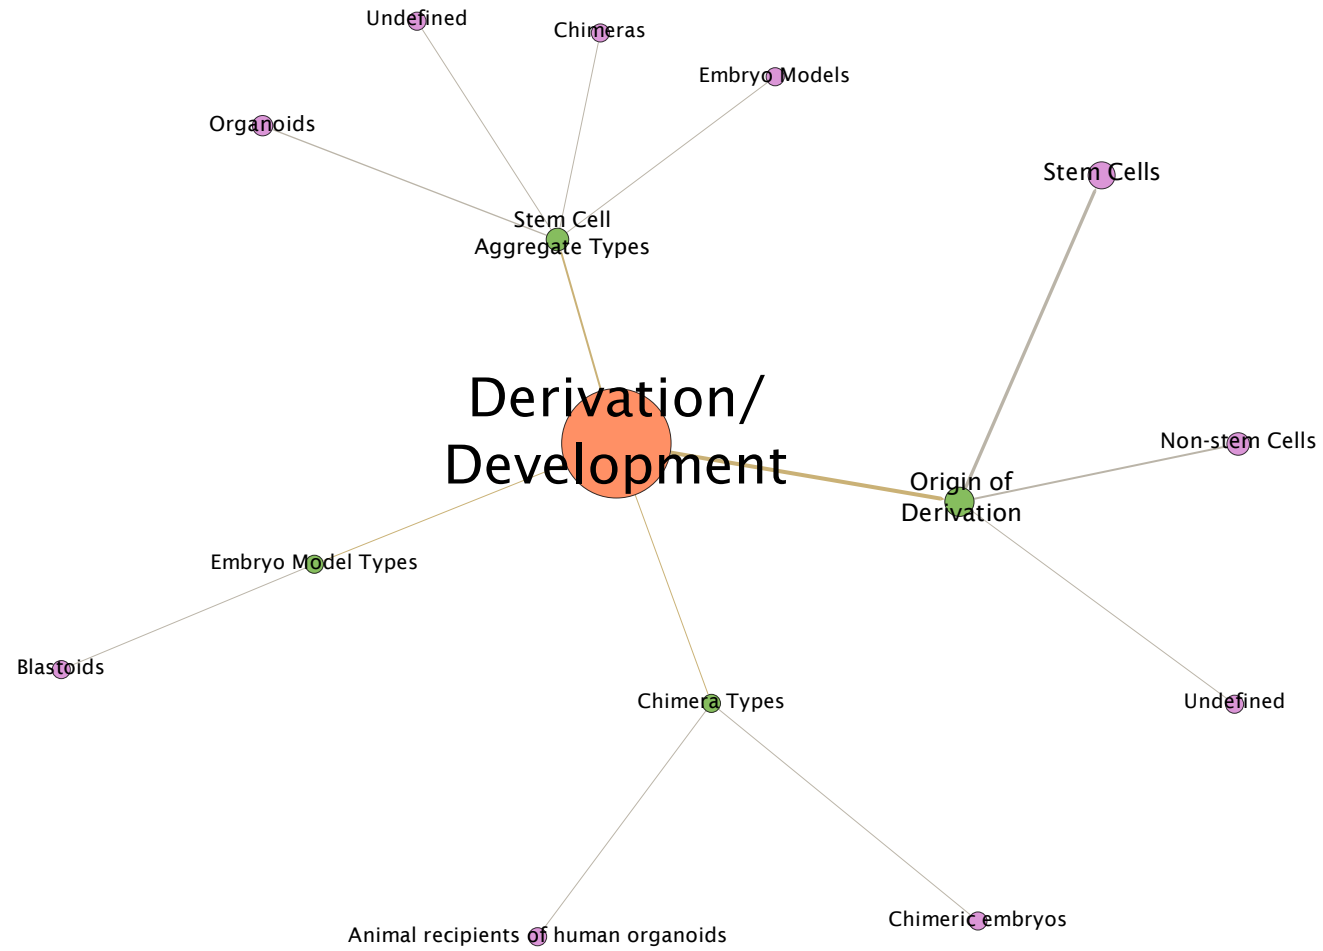 Undefined
Chimeras
Embryo Models
Organoids
Stem Cells
Stem Cell
Aggregate Types
Derivation/
Development
Non-stem Cells
Origin of
Derivation
Embryo Model Types
Blastoids
Chimera Types
Undefined
Chimeric embryos
Animal recipients of human organoids